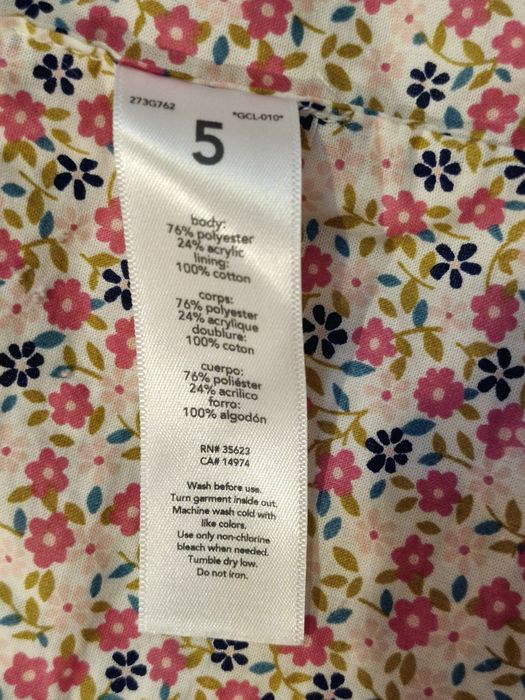 273G762 *GCL-010*
5
body:
76% polyester
24% acrylic
lining:
100% cotton
corps:
76% polyester
24% acrylique
doublure:
100% coton
cuerpo:
76% poliéster
24% acrílico
forro:
100% algodón
RN# 35623
CA# 14974
Wash before use.
Turn garment inside out.
Machine wash cold with
like colors.
Use only non-chlorine
bleach when needed.
Tumble dry low.
Do not iron.